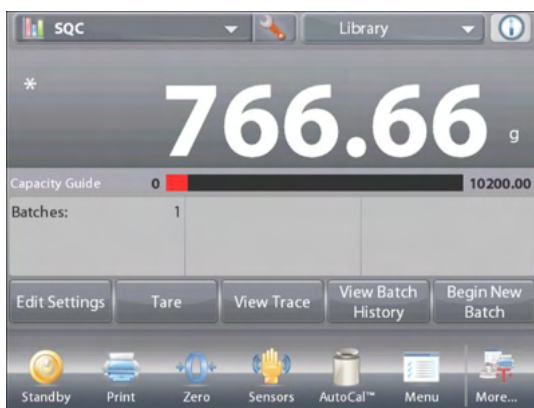 SQC Library
*
766.66 g
Capacity Guide 0 10200.00
Batches: 1
Edit Settings Tare View Trace View Batch History Begin New Batch
Standby Print Zero Sensors AutoCal™ Menu More...